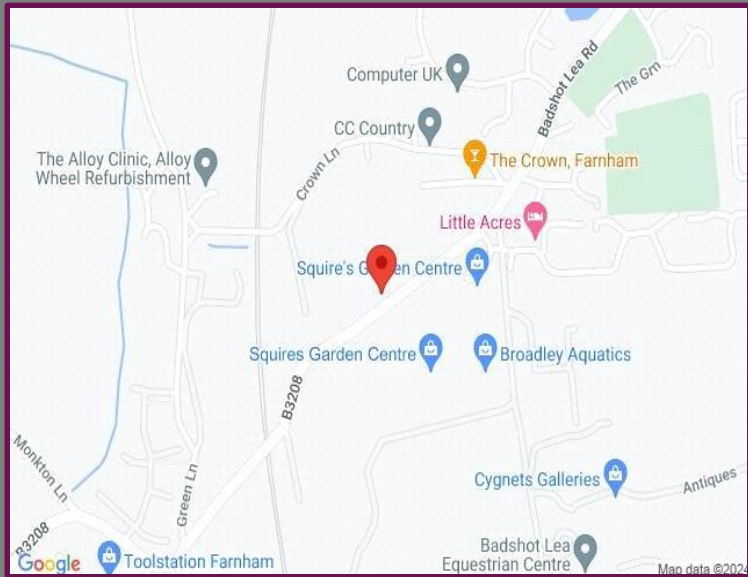 Computer UK
Badshot Lea Rd
The Grn
CC Country
The Alloy Clinic, Alloy
Wheel Refurbishment
Crown Ln
The Crown, Farnham
Little Acres
Squire's Garden Centre
Squires Garden Centre
Broadley Aquatics
B3208
Monkton Ln
Green Ln
Cygnets Galleries
Antiques
B3208
Badshot Lea
Equestrian Centre
Toolstation Farnham
Google
Map data ©2024